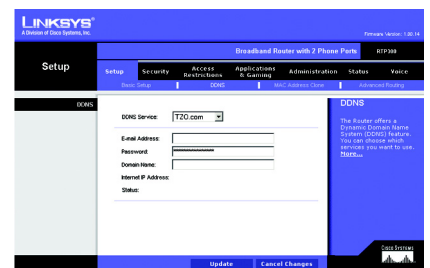 LINKSYS®
A Division of Cisco Systems, Inc.
Firmware Version: 1.00.14
Broadband Router with 2 Phone Ports RTP300
Setup
Setup Security Access Restrictions Applications & Gaming Administration Status Voice
Basic Setup DDNS MAC Address Clone Advanced Routing
DDNS
DDNS Service: TZO.com
E-mail Address:
Password:
Domain Name:
Internet IP Address:
Status:
DDNS
The Router offers a
Dynamic Domain Name
System (DDNS) feature.
You can choose which
services you want to use.
More...
Update Cancel Changes
CISCO SYSTEMS